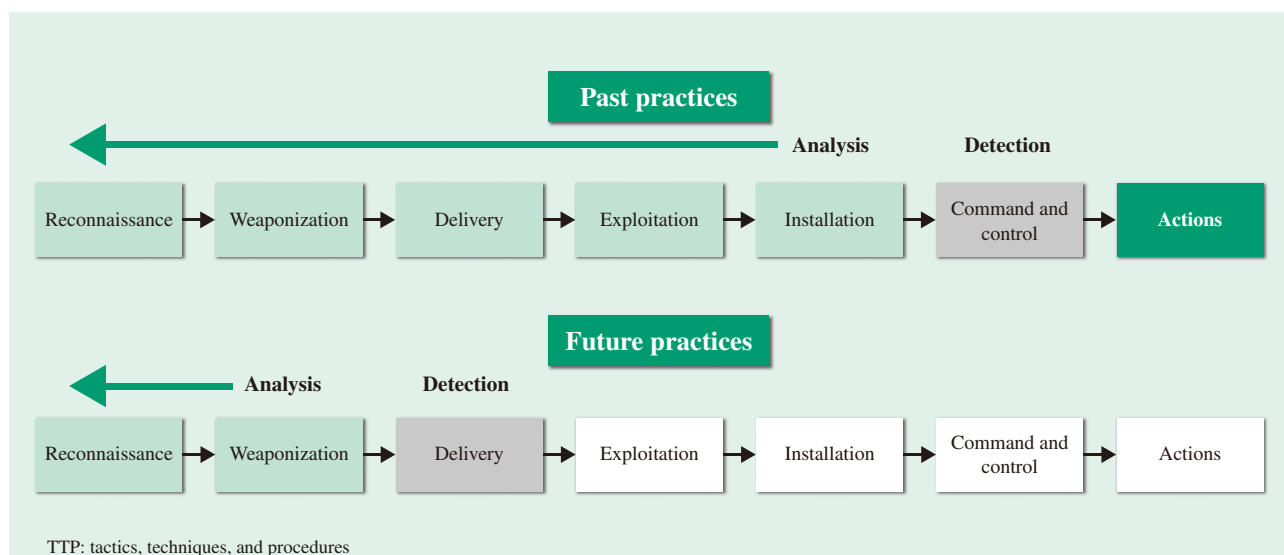 Past practices
Analysis
Detection
Reconnaissance
Weaponization
Delivery
Exploitation
Installation
Command and
control
Actions
Future practices
Analysis
Detection
Reconnaissance
Weaponization
Delivery
Exploitation
Installation
Command and
control
Actions
TTP: tactics, techniques, and procedures